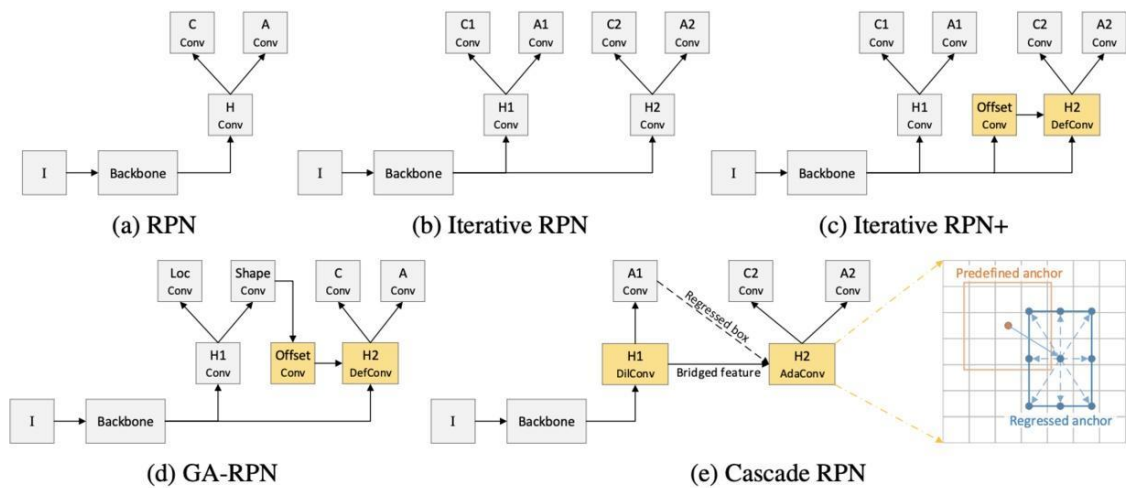 C
Conv
A
Conv
H
Conv
I
Backbone
(a) RPN
C1
Conv
A1
Conv
C2
Conv
A2
Conv
H1
Conv
H2
Conv
I
Backbone
(b) Iterative RPN
C1
Conv
A1
Conv
C2
Conv
A2
Conv
H1
Conv
Offset
Conv
H2
DefConv
I
Backbone
(c) Iterative RPN+
Loc
Conv
Shape
Conv
C
Conv
A
Conv
H1
Conv
Offset
Conv
H2
DefConv
I
Backbone
(d) GA-RPN
A1
Conv
C2
Conv
A2
Conv
Regressed box
H1
DilConv
Bridged feature
H2
AdaConv
I
Backbone
Predefined anchor
Regressed anchor
(e) Cascade RPN